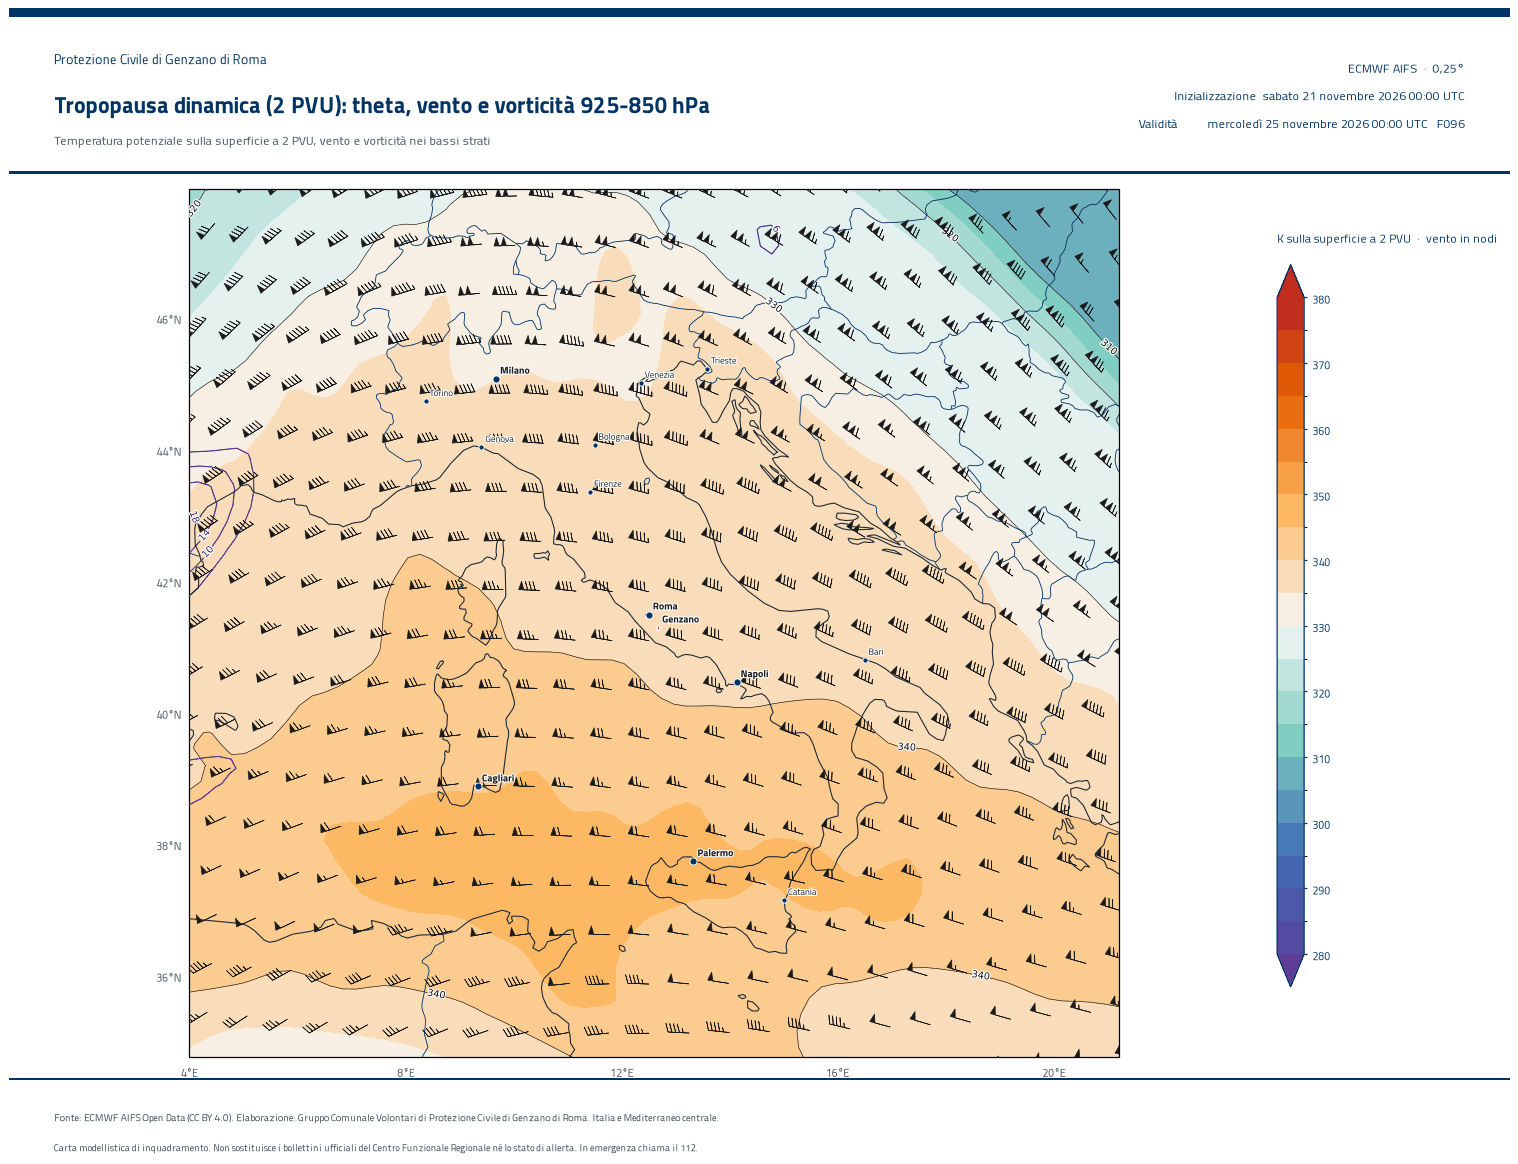 Protezione Civile di Genzano di Roma
Tropopausa dinamica (2 PVU): theta, vento e vorticità 925-850 hPa
Temperatura potenziale sulla superficie a 2 PVU, vento e vorticità nei bassi strati
ECMWF AIFS · 0,25°
Inizializzazione sabato 21 novembre 2026 00:00 UTC
Validità mercoledì 25 novembre 2026 00:00 UTC F096
K sulla superficie a 2 PVU · vento in nodi
380
370
360
350
340
330
320
310
300
290
280
46°N
44°N
42°N
40°N
38°N
36°N
4°E
8°E
12°E
16°E
20°E
320
6
320
330
310
Milano
Trieste
Venezia
Torino
Genova
Bologna
Firenze
18
14
10
Roma
Genzano
Bari
Napoli
340
Cagliari
Palermo
Catania
340
340
Fonte: ECMWF AIFS Open Data (CC BY 4.0). Elaborazione: Gruppo Comunale Volontari di Protezione Civile di Genzano di Roma. Italia e Mediterraneo centrale.
Carta modellistica di inquadramento. Non sostituisce i bollettini ufficiali del Centro Funzionale Regionale né lo stato di allerta. In emergenza chiama il 112.